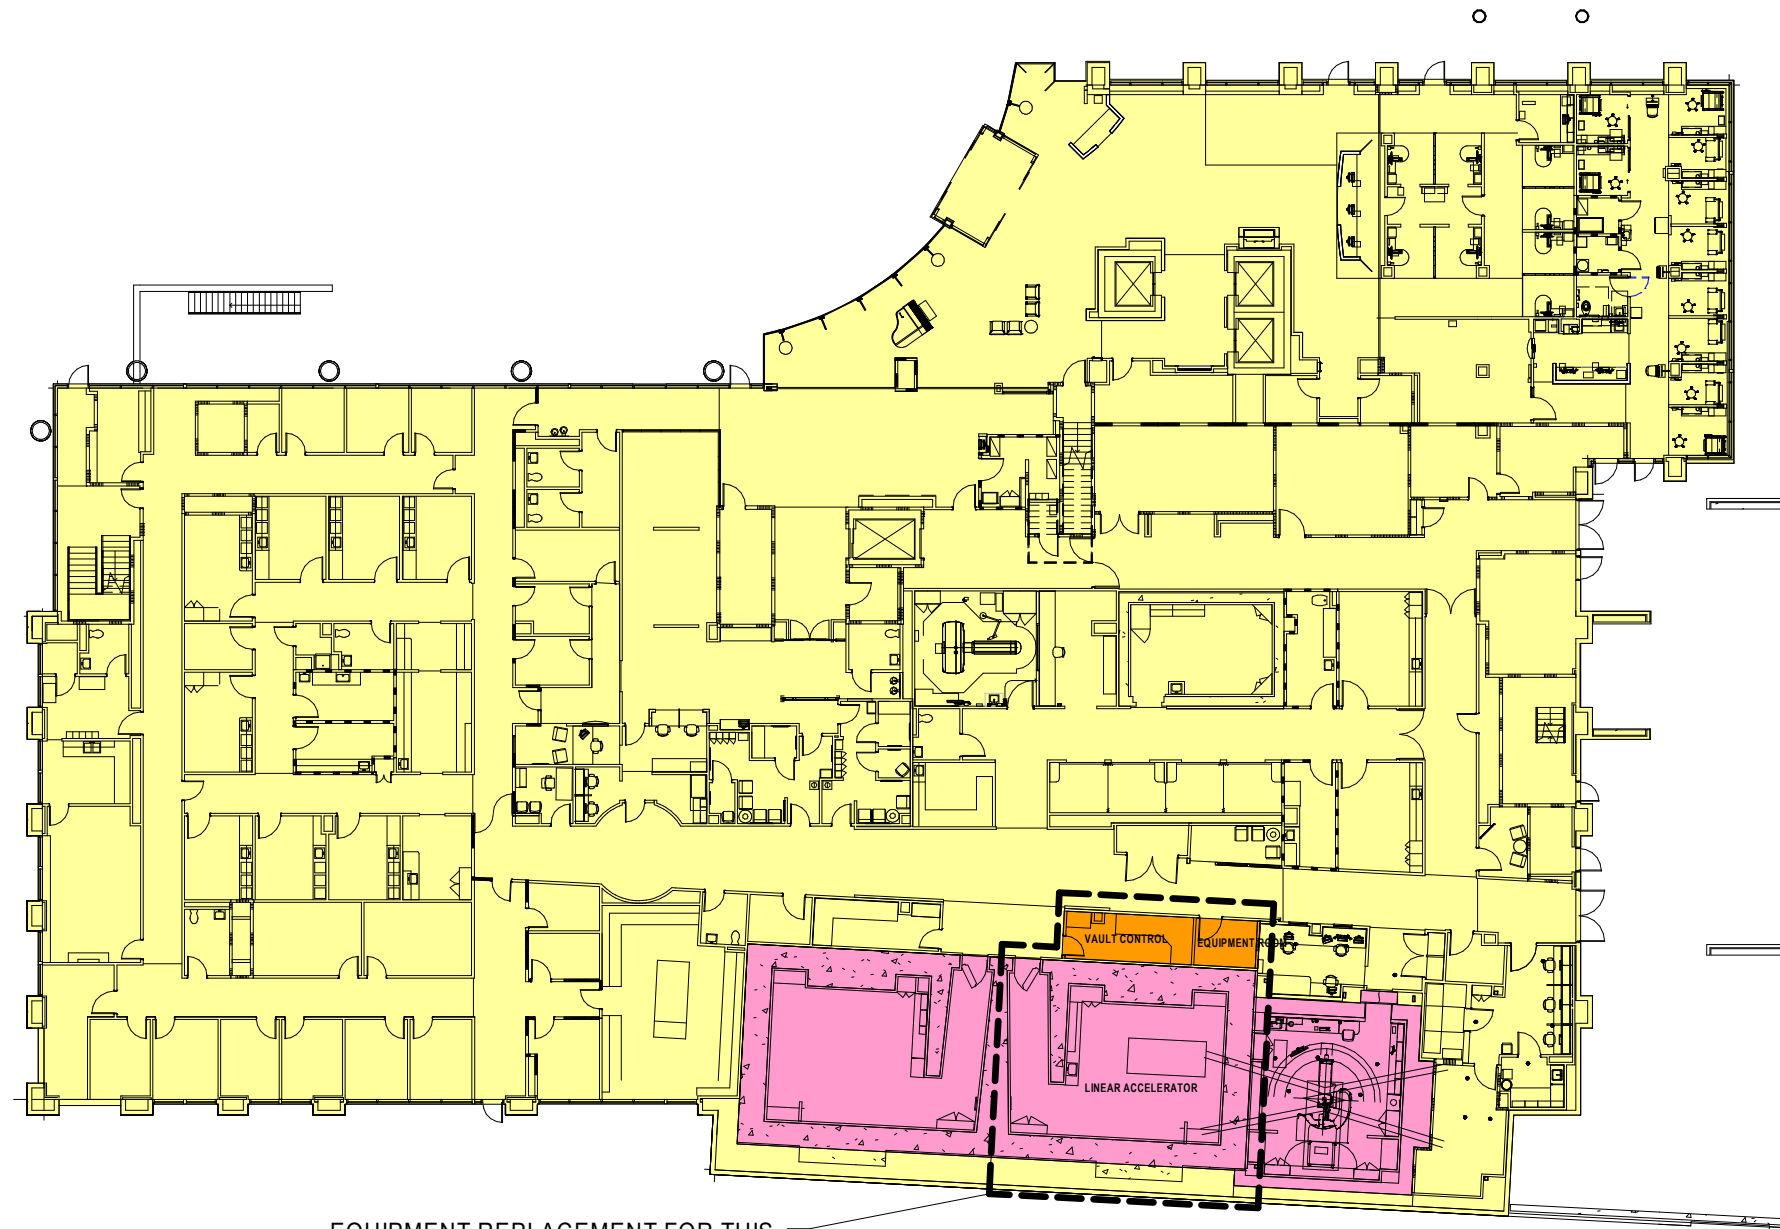 VAULT CONTROL
EQUIPMENT ROOM
LINEAR ACCELERATOR
EQUIPMENT REPLACEMENT FOR THIS